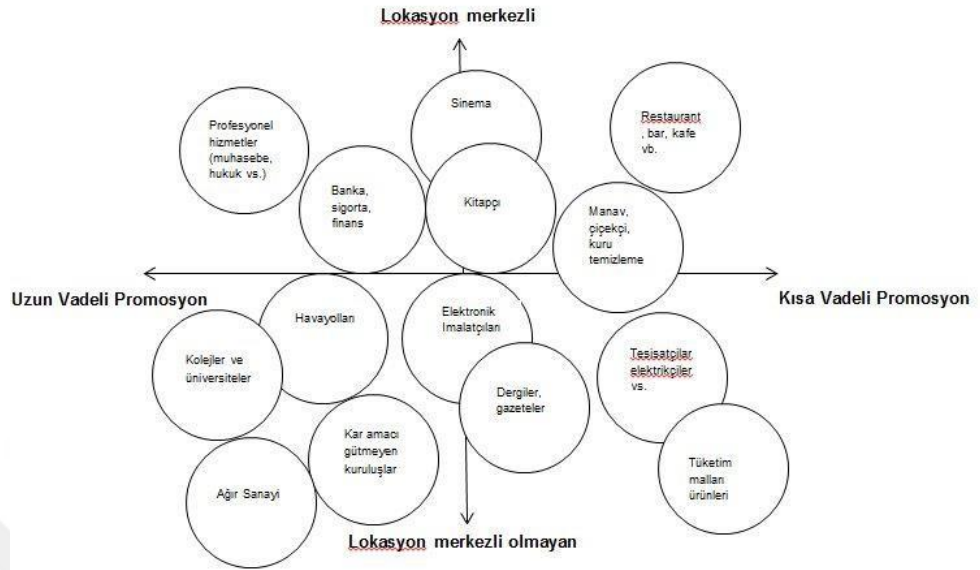 Lokasyon merkezli
Sinema
Restaurant
, bar, kafe
vb.
Profesyonel
hizmetler
(muhasebe,
hukuk vs.)
Banka,
sigorta,
finans
Kitapçı
Manav,
çiçekçi,
kuru
temizleme
Uzun Vadeli Promosyon
Kısa Vadeli Promosyon
Havayolları
Elektronik
Imalatçıları
Kolejler ve
üniversiteler
Tesisatçılar
elektrikçiler
vs.
Dergiler,
gazeteler
Kar amacı
gütmeyen
kuruluşlar
Tüketim
malları
ürünleri
Ağır Sanayi
Lokasyon merkezli olmayan